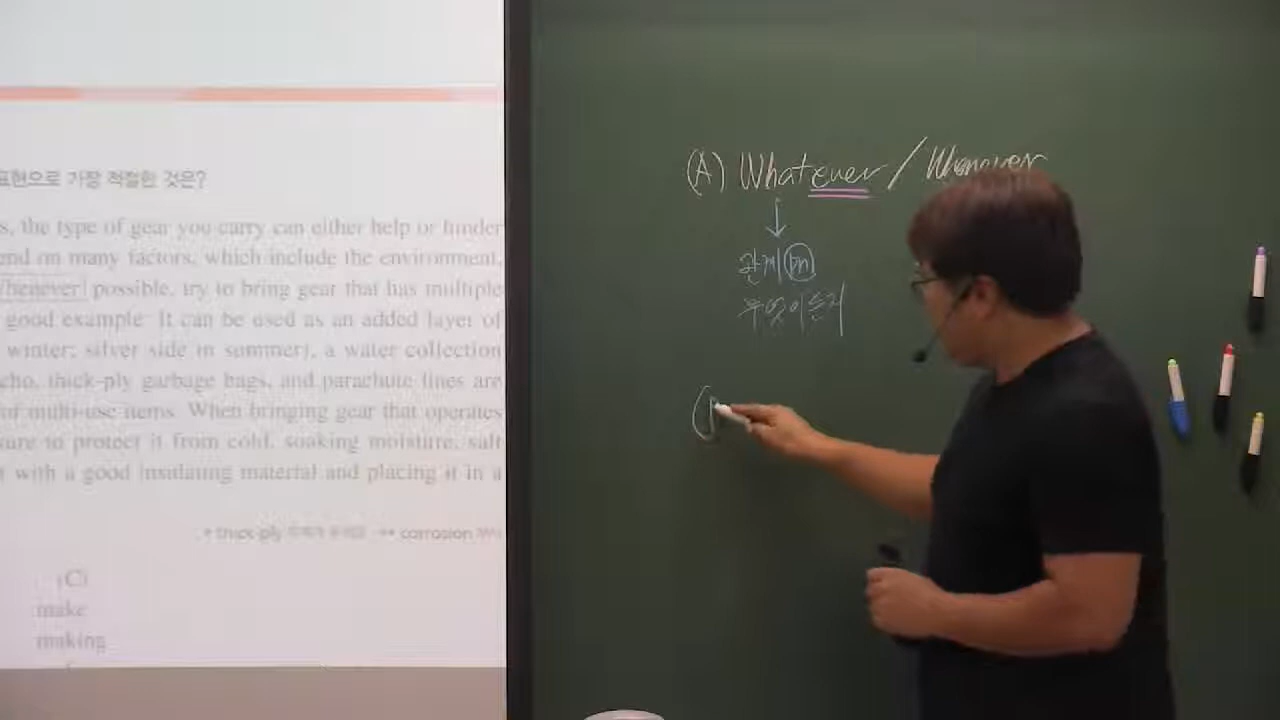 표현으로 가장 적절한 것은?
s, the type of gear you carry can either help or hinder
end on many factors, which include the environment,
henever possible, try to bring gear that has multiple
good example. It can be used as an added layer of
winter; silver side in summer), a water collection
cho, thick-ply garbage bags, and parachute lines are
of multi-use items. When bringing gear that operates
ure to protect it from cold, soaking moisture, salt
t with a good insulating material and placing it in a
* thick-ply ** corrosion
(C)
make
making
(A) Whatever / Whenever
관계 pn
무엇이든지